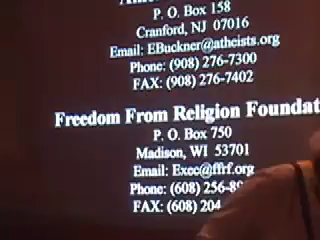 P. O. Box 158
Cranford, NJ 07016
Email: EBuckner@atheists.org
Phone: (908) 276-7300
FAX: (908) 276-7402
Freedom From Religion Foundat
P. O. Box 750
Madison, WI 53701
Email: Exec@ffrf.org
Phone: (608) 256-8
FAX: (608) 204